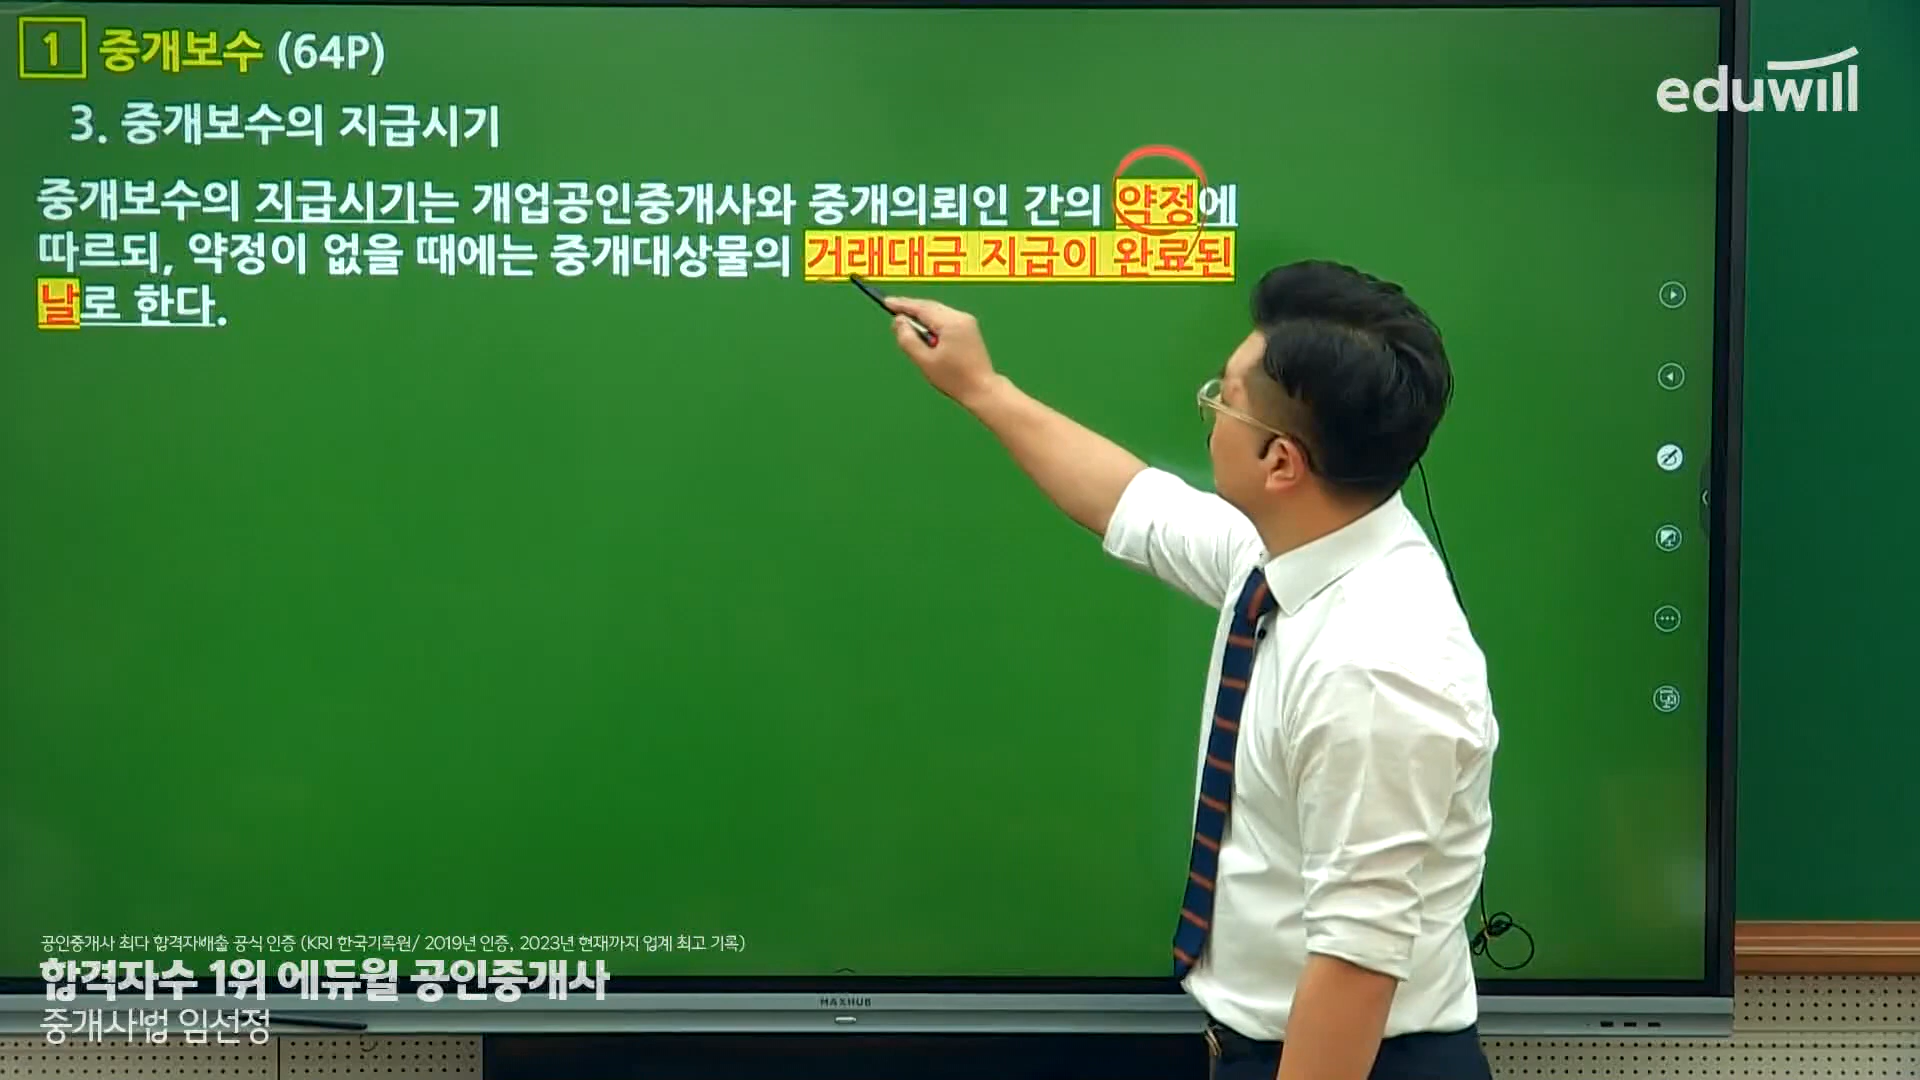 1 중개보수 (64P)
eduwill
3. 중개보수의 지급시기
중개보수의 지급시기는 개업공인중개사와 중개의뢰인 간의 약정에
따르되, 약정이 없을 때에는 중개대상물의 거래대금 지급이 완료된
날로 한다.
공인중개사 최다 합격자배출 공식 인증 (KRI 한국기록원/ 2019년 인증, 2023년 현재까지 업계 최고 기록)
합격자수 1위 에듀윌 공인중개사
중개사법 임선정
MAXHUB